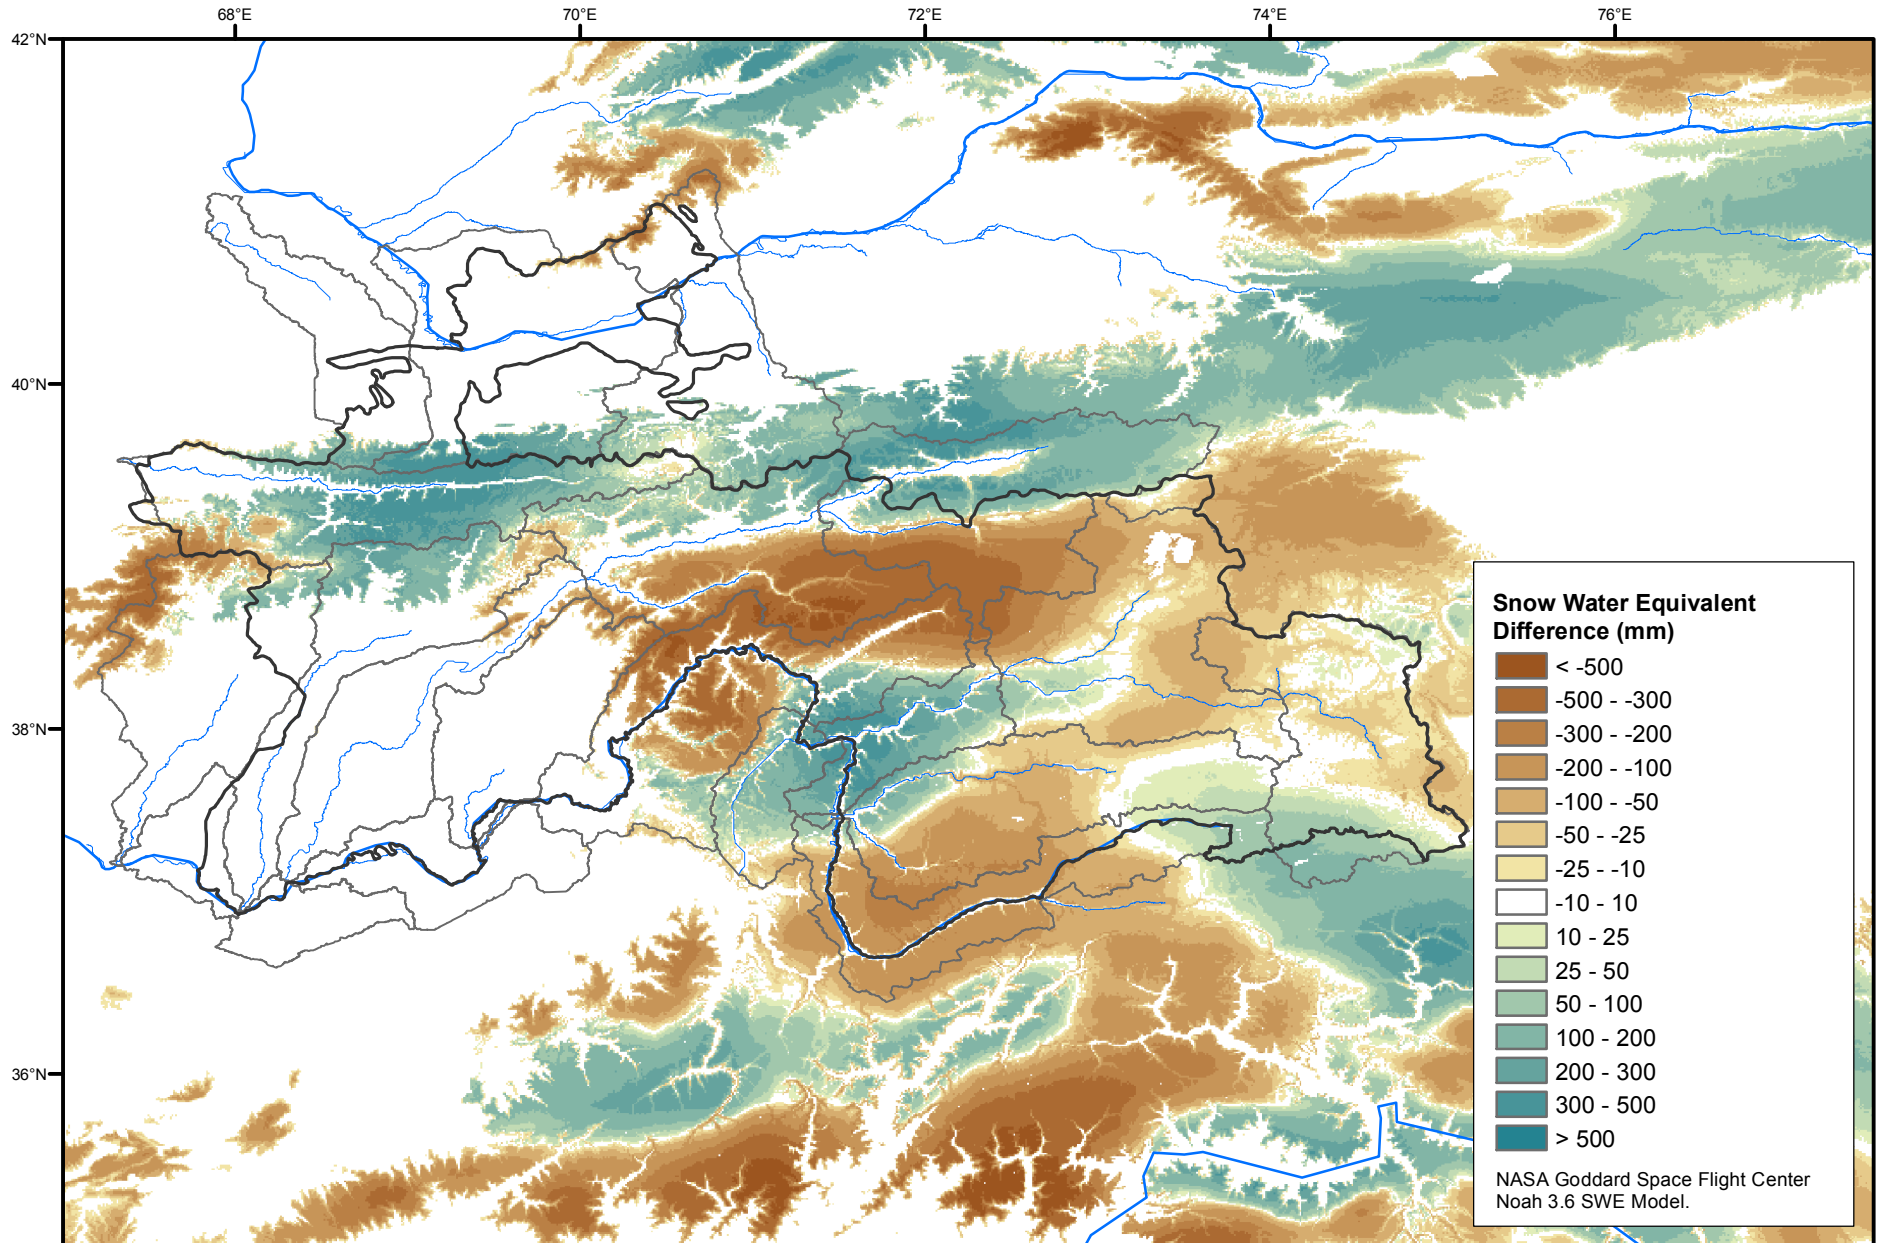 68°E 70°E 72°E 74°E 76°E
42°N
40°N
38°N
36°N
Snow Water Equivalent
Difference (mm)
< -500
-500 - -300
-300 - -200
-200 - -100
-100 - -50
-50 - -25
-25 - -10
-10 - 10
10 - 25
25 - 50
50 - 100
100 - 200
200 - 300
300 - 500
> 500
NASA Goddard Space Flight Center
Noah 3.6 SWE Model.